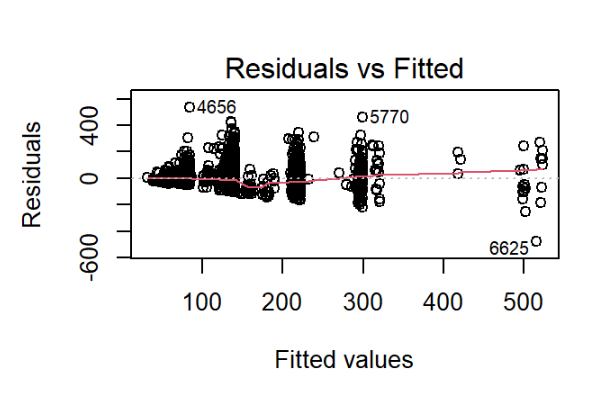 Residuals vs Fitted
Residuals
400
0
-600
4656
5770
6625
100 200 300 400 500
Fitted values